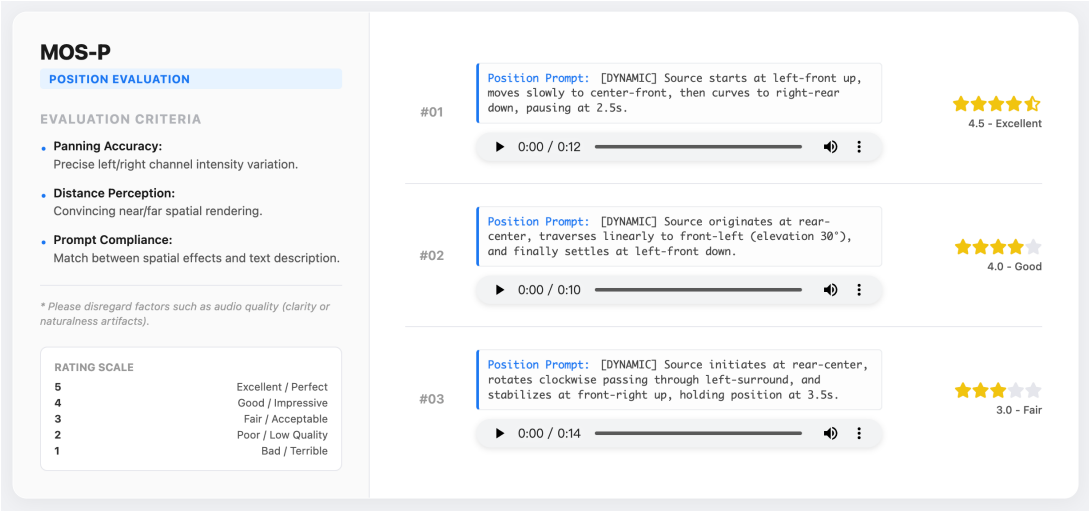 MOS-P
POSITION EVALUATION
EVALUATION CRITERIA
• Panning Accuracy:
Precise left/right channel intensity variation.
• Distance Perception:
Convincing near/far spatial rendering.
• Prompt Compliance:
Match between spatial effects and text description.
* Please disregard factors such as audio quality (clarity or
naturalness artifacts).
RATING SCALE
5 Excellent / Perfect
4 Good / Impressive
3 Fair / Acceptable
2 Poor / Low Quality
1 Bad / Terrible
#01
Position Prompt: [DYNAMIC] Source starts at left-front up,
moves slowly to center-front, then curves to right-rear
down, pausing at 2.5s.
0:00 / 0:12
4.5 - Excellent
#02
Position Prompt: [DYNAMIC] Source originates at rear-
center, traverses linearly to front-left (elevation 30°),
and finally settles at left-front down.
0:00 / 0:10
4.0 - Good
#03
Position Prompt: [DYNAMIC] Source initiates at rear-center,
rotates clockwise passing through left-surround, and
stabilizes at front-right up, holding position at 3.5s.
0:00 / 0:14
3.0 - Fair